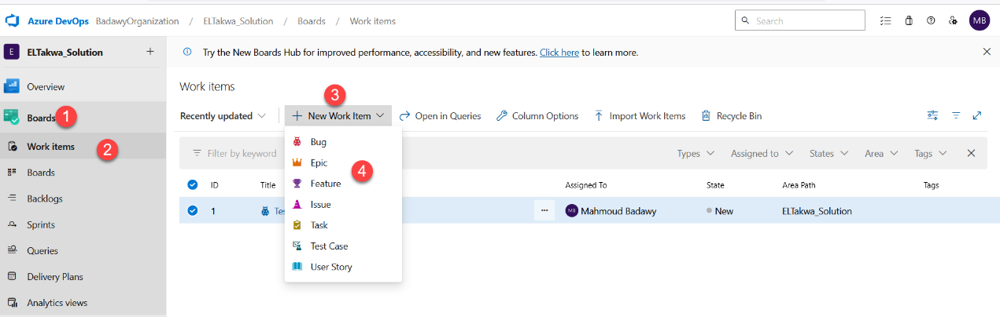 Azure DevOps BadawyOrganization / ELTakwa_Solution / Boards / Work items Search MB
E ELTakwa_Solution +
Try the New Boards Hub for improved performance, accessibility, and new features. Click here to learn more.
Overview
Work items
3
Boards 1
Recently updated New Work Item Open in Queries Column Options Import Work Items Recycle Bin
Work items 2
Bug
Filter by keyword Types Assigned to States Area Tags
Epic 4
Boards
Feature
ID Title Assigned To State Area Path Tags
Backlogs
Issue
1 Tes ... MB Mahmoud Badawy New ELTakwa_Solution
Sprints
Task
Queries
Test Case
Delivery Plans
User Story
Analytics views